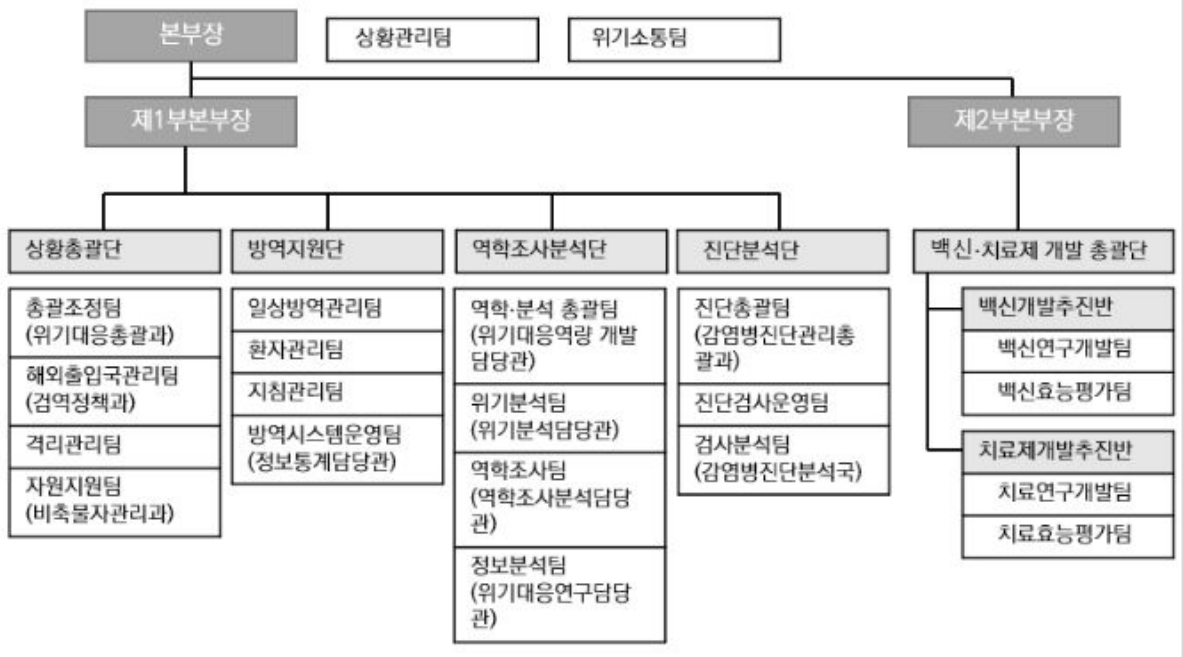 본부장
상황관리팀
위기소통팀
제1부본부장
제2부본부장
상황총괄단
총괄조정팀
(위기대응총괄과)
해외출입국관리팀
(검역정책과)
격리관리팀
자원지원팀
(비축물자관리과)
방역지원단
일상방역관리팀
환자관리팀
지침관리팀
방역시스템운영팀
(정보통계담당관)
역학조사분석단
역학·분석 총괄팀
(위기대응역량 개발
담당관)
위기분석팀
(위기분석담당관)
역학조사팀
(역학조사분석담당
관)
정보분석팀
(위기대응연구담당
관)
진단분석단
진단총괄팀
(감염병진단관리총
괄과)
진단검사운영팀
검사분석팀
(감염병진단분석국)
백신·치료제 개발 총괄단
백신개발추진반
백신연구개발팀
백신효능평가팀
치료제개발추진반
치료연구개발팀
치료효능평가팀